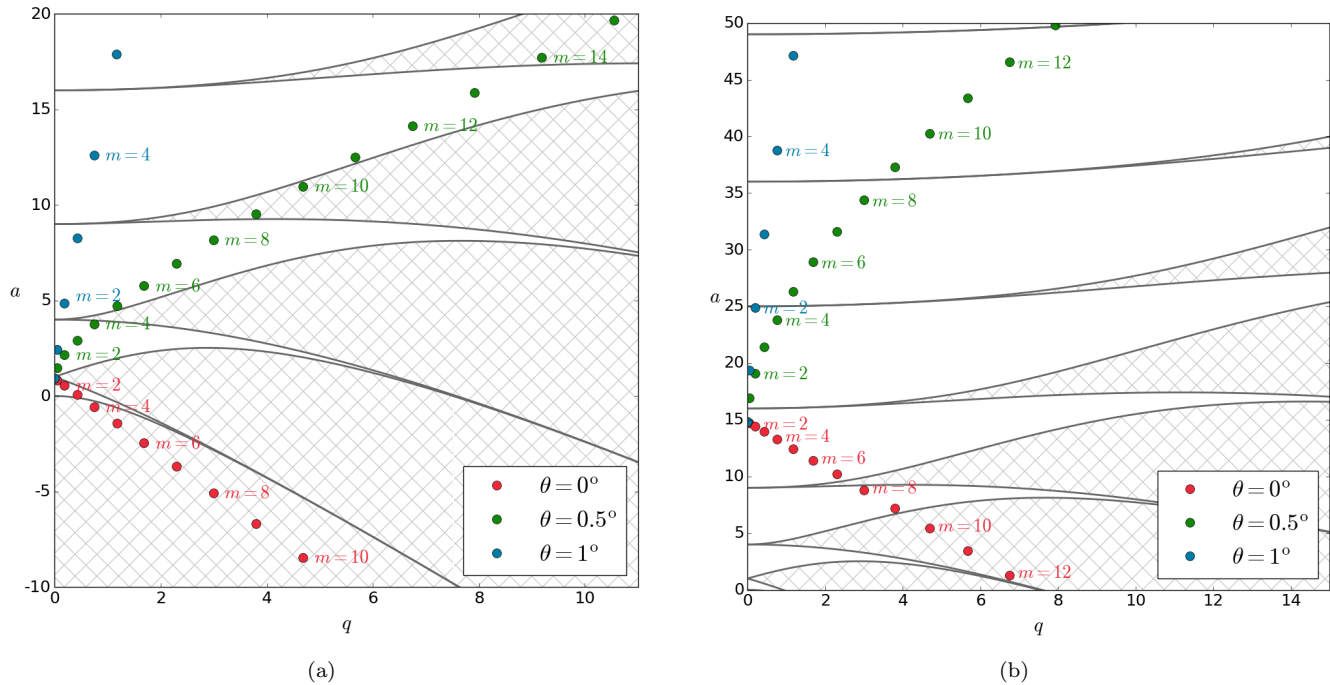 20
15
10
5
0
-5
-10
a
0
2
4
6
8
10
q
m = 14
m = 12
m = 10
m = 8
m = 6
m = 4
m = 2
m = 4
m = 2
m = 2
m = 4
m = 6
m = 8
m = 10
θ = 0°
θ = 0.5°
θ = 1°
(a)
50
45
40
35
30
25
20
15
10
5
0
a
0
2
4
6
8
10
12
14
q
m = 12
m = 10
m = 8
m = 6
m = 4
m = 2
m = 4
m = 2
m = 2
m = 4
m = 6
m = 8
m = 10
m = 12
θ = 0°
θ = 0.5°
θ = 1°
(b)